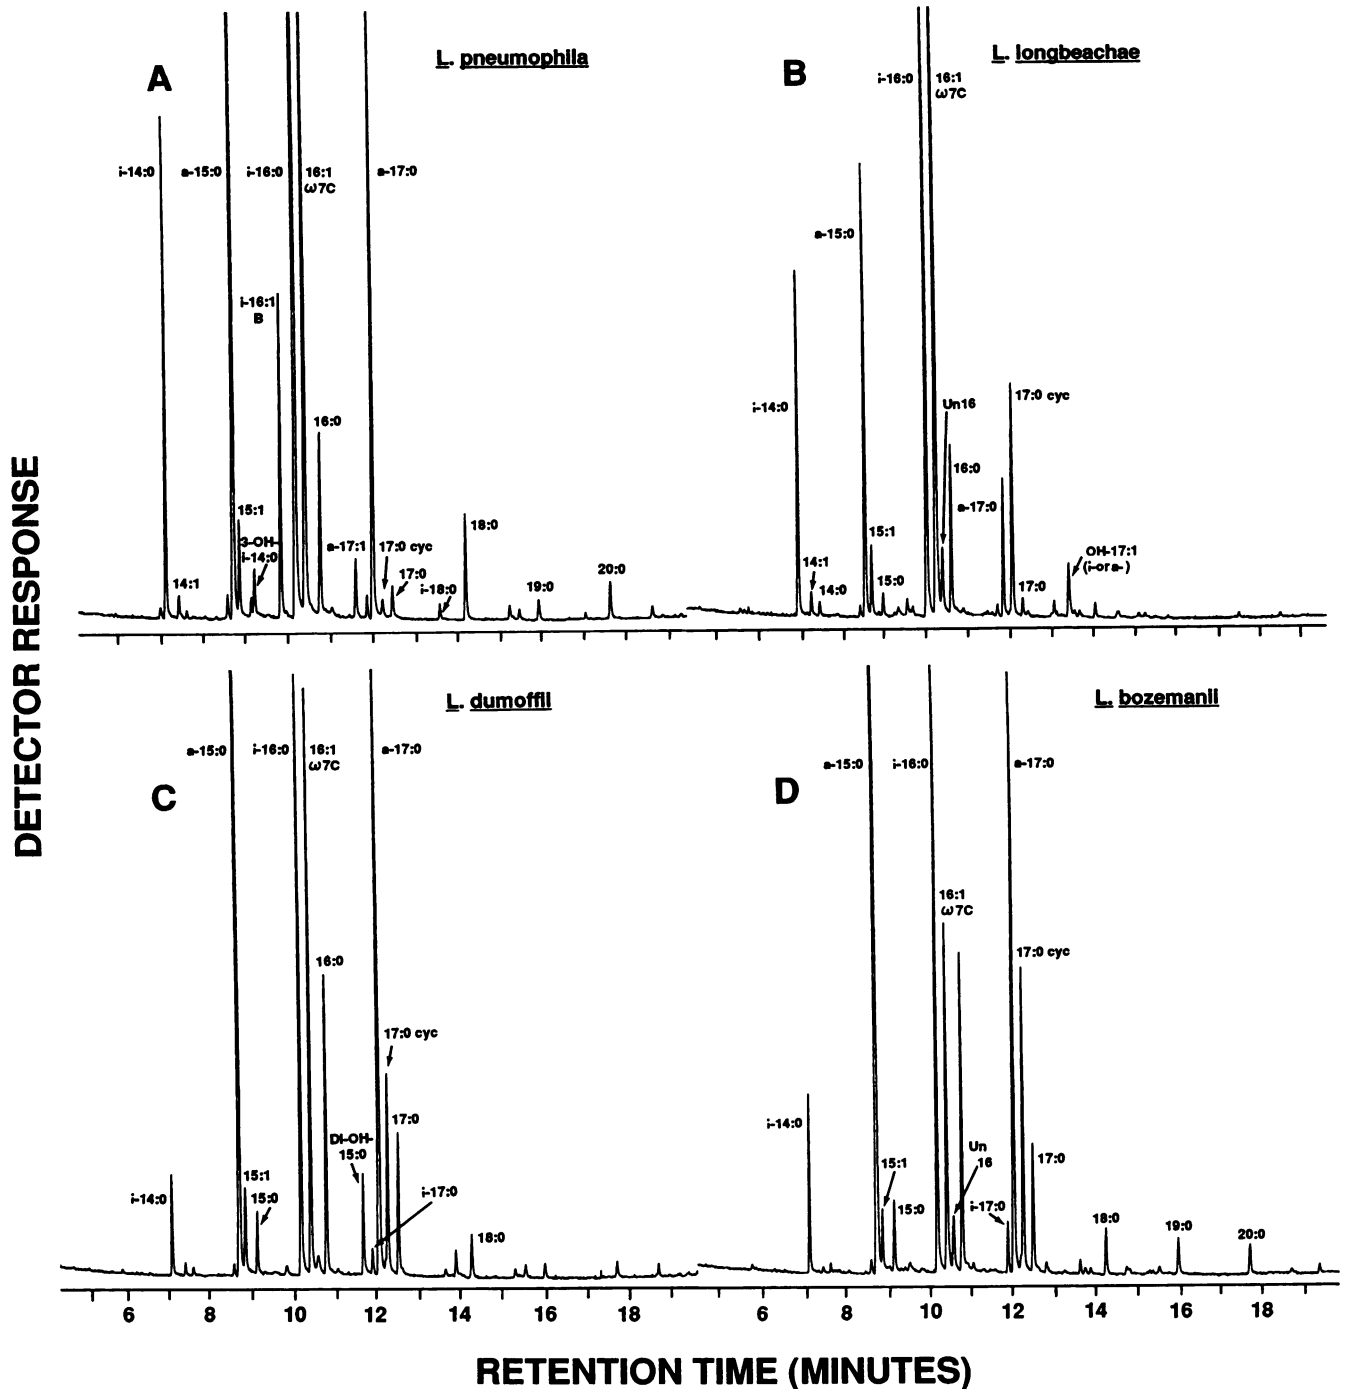 DETECTOR RESPONSE
A
L. pneumophila
i-14:0
a-15:0
i-16:0
16:1
ω7C
a-17:0
i-16:1
B
16:0
15:1
3-OH-
i-14:0
14:1
a-17:1
17:0 cyc
17:0
i-18:0
18:0
19:0
20:0
B
L. longbeachae
i-16:0
16:1
ω7C
a-15:0
i-14:0
17:0 cyc
Un16
16:0
a-17:0
15:1
14:1
14:0
15:0
17:0
OH-17:1
(i-ora-)
C
L. dumoffii
a-15:0
i-16:0
16:1
ω7C
a-17:0
16:0
17:0 cyc
17:0
DI-OH-
15:0
i-14:0
15:1
15:0
i-17:0
18:0
6 8 10 12 14 16 18
D
L. bozemanii
a-15:0
i-16:0
a-17:0
16:1
ω7C
17:0 cyc
i-14:0
15:1
15:0
Un
16
i-17:0
17:0
18:0
19:0
20:0
6 8 10 12 14 16 18
RETENTION TIME (MINUTES)